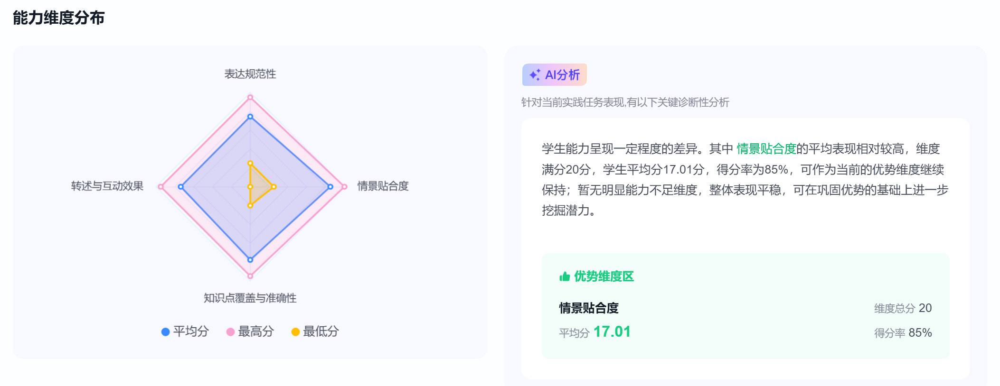 能力维度分布
表达规范性
转述与互动效果
情景贴合度
知识点覆盖与准确性
平均分 最高分 最低分
AI分析
针对当前实践任务表现,有以下关键诊断性分析
学生能力呈现一定程度的差异。其中 情景贴合度的平均表现相对较高，维度
满分20分，学生平均分17.01分，得分率为85%，可作为当前的优势维度继续
保持；暂无明显能力不足维度，整体表现平稳，可在巩固优势的基础上进一步
挖掘潜力。
优势维度区
情景贴合度
维度总分 20
平均分 17.01
得分率 85%